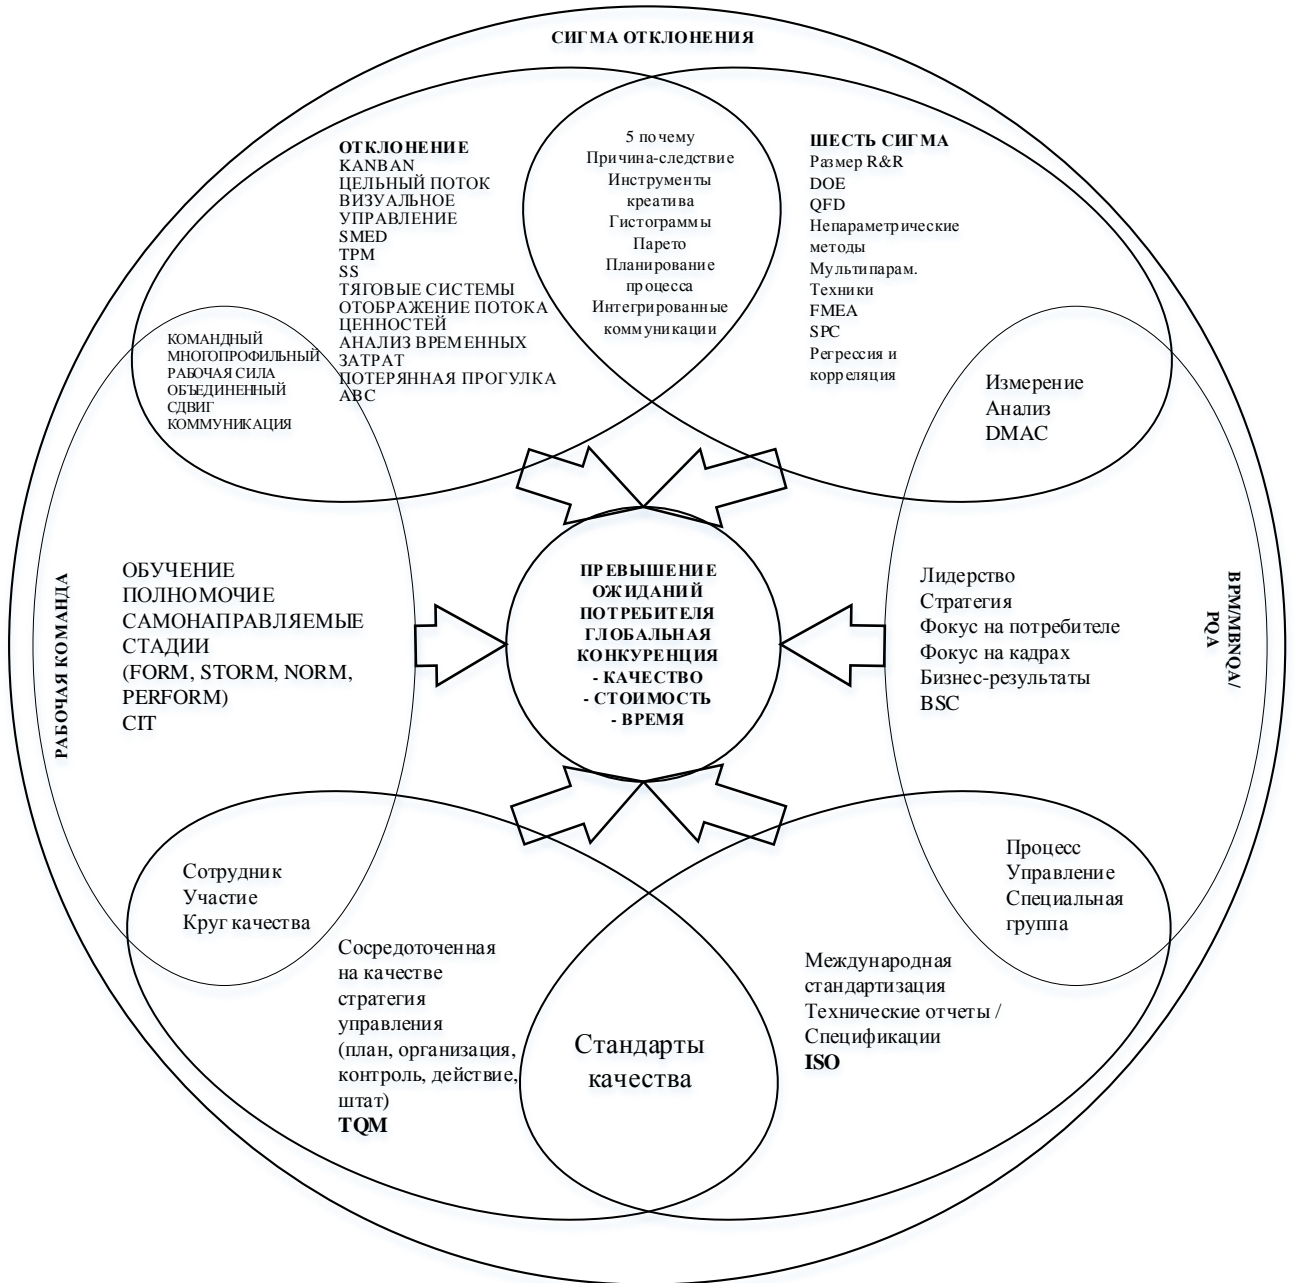 СИГМА ОТКЛОНЕНИЯ
ОТКЛОНЕНИЕ
KANBAN
ЦЕЛЬНЫЙ ПОТОК
ВИЗУАЛЬНОЕ
УПРАВЛЕНИЕ
SMED
TPM
SS
ТЯГОВЫЕ СИСТЕМЫ
ОТОБРАЖЕНИЕ ПОТОКА
ЦЕННОСТЕЙ
АНАЛИЗ ВРЕМЕННЫХ
ЗАТРАТ
ПОТЕРЯННАЯ ПРОГУЛКА
ABC
5 почему
Причина-следствие
Инструменты
креатива
Гистограммы
Парето
Планирование
процесса
Интегрированные
коммуникации
ШЕСТЬ СИГМА
Размер R&R
DOE
QFD
Непараметрические
методы
Мультипарам.
Техники
FMEA
SPC
Регрессия и
корреляция
КОМАНДНЫЙ
МНОГОПРОФИЛЬНЫЙ
РАБОЧАЯ СИЛА
ОБЪЕДИНЕННЫЙ
СДВИГ
КОММУНИКАЦИЯ
Измерение
Анализ
DMAC
РАБОЧАЯ КОМАНДА
ОБУЧЕНИЕ
ПОЛНОМОЧИЕ
САМОНАПРАВЛЯЕМЫЕ
СТАДИИ
(FORM, STORM, NORM,
PERFORM)
CIT
ПРЕВЫШЕНИЕ
ОЖИДАНИЙ
ПОТРЕБИТЕЛЯ
ГЛОБАЛЬНАЯ
КОНКУРЕНЦИЯ
- КАЧЕСТВО
- СТОИМОСТЬ
- ВРЕМЯ
Лидерство
Стратегия
Фокус на потребителе
Фокус на кадрах
Бизнес-результаты
BSC
BPM/MBNQA/
PQA
Сотрудник
Участие
Круг качества
Процесс
Управление
Специальная
группа
Сосредоточенная
на качестве
стратегия
управления
(план, организация,
контроль, действие,
штат)
TQM
Стандарты
качества
Международная
стандартизация
Технические отчеты /
Спецификации
ISO